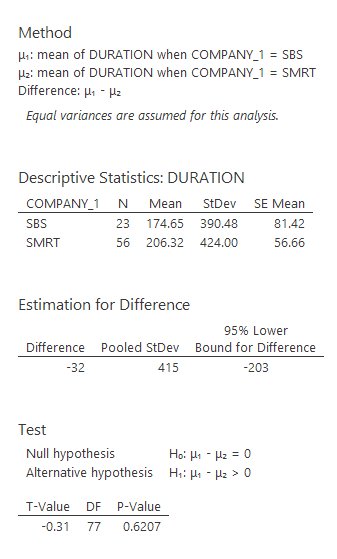 Method
μ₁: mean of DURATION when COMPANY_1 = SBS
μ₂: mean of DURATION when COMPANY_1 = SMRT
Difference: μ₁ - μ₂
Equal variances are assumed for this analysis.
Descriptive Statistics: DURATION
COMPANY_1 N Mean StDev SE Mean
SBS 23 174.65 390.48 81.42
SMRT 56 206.32 424.00 56.66
Estimation for Difference
95% Lower
Difference Pooled StDev Bound for Difference
-32 415 -203
Test
Null hypothesis H₀: μ₁ - μ₂ = 0
Alternative hypothesis H₁: μ₁ - μ₂ > 0
T-Value DF P-Value
-0.31 77 0.6207